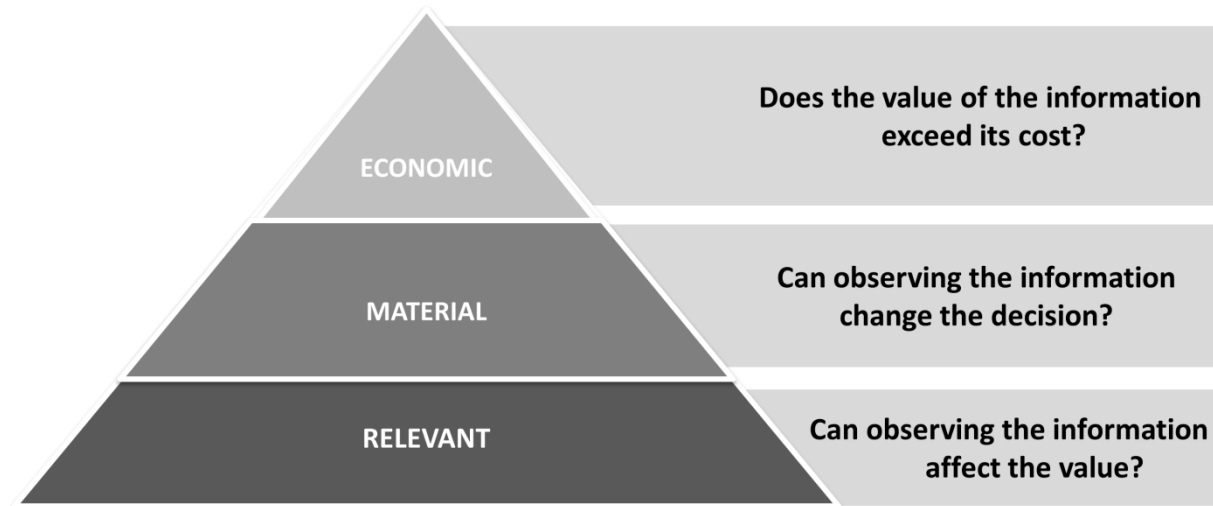 ECONOMIC
Does the value of the information
exceed its cost?
MATERIAL
Can observing the information
change the decision?
RELEVANT
Can observing the information
affect the value?